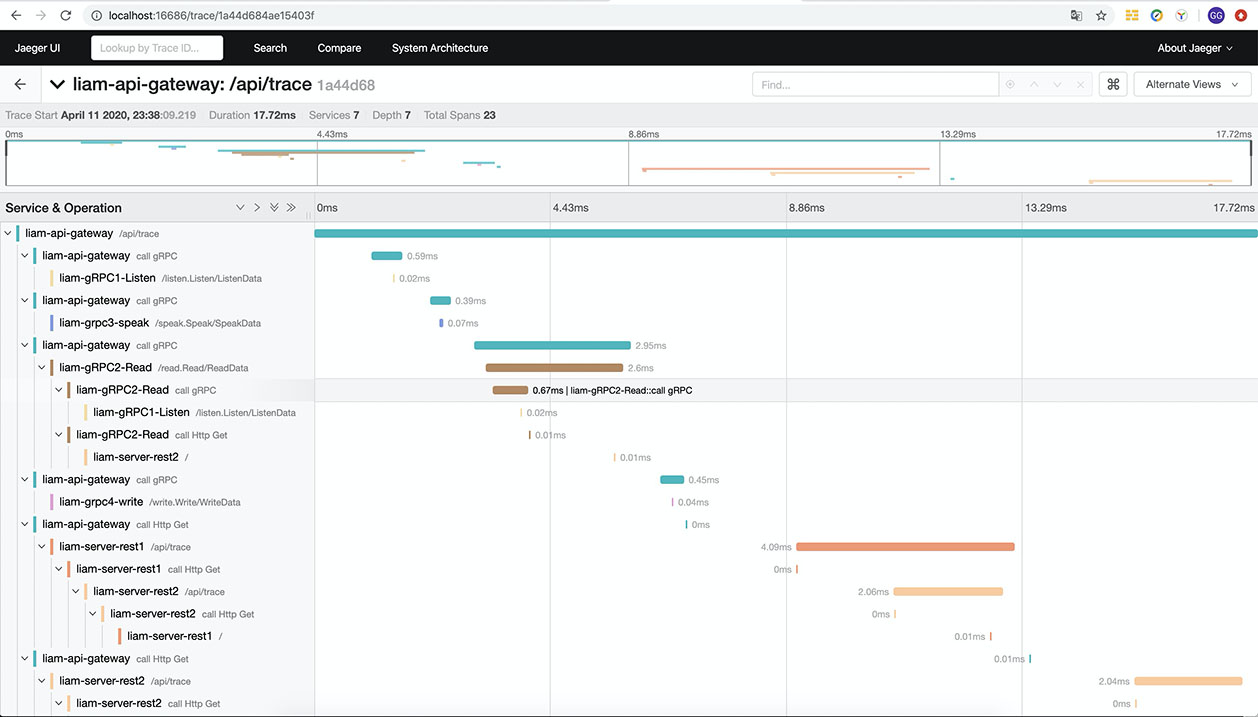 localhost:16686/trace/1a44d684ae15403f GG
Jaeger UI Lookup by Trace ID... Search Compare System Architecture About Jaeger
liam-api-gateway: /api/trace 1a44d68 Find... ⌘ Alternate Views
Trace Start April 11 2020, 23:38:09.219 Duration 17.72ms Services 7 Depth 7 Total Spans 23
0ms 4.43ms 8.86ms 13.29ms 17.72ms
Service & Operation 0ms 4.43ms 8.86ms 13.29ms 17.72ms
liam-api-gateway /api/trace
liam-api-gateway call gRPC 0.59ms
liam-gRPC1-Listen /listen.Listen/ListenData 0.02ms
liam-api-gateway call gRPC 0.39ms
liam-grpc3-speak /speak.Speak/SpeakData 0.07ms
liam-api-gateway call gRPC 2.95ms
liam-gRPC2-Read /read.Read/ReadData 2.6ms
liam-gRPC2-Read call gRPC 0.67ms | liam-gRPC2-Read::call gRPC
liam-gRPC1-Listen /listen.Listen/ListenData 0.02ms
liam-gRPC2-Read call Http Get 0.01ms
liam-server-rest2 / 0.01ms
liam-api-gateway call gRPC 0.45ms
liam-grpc4-write /write.Write/WriteData 0.04ms
liam-api-gateway call Http Get 0ms
liam-server-rest1 /api/trace 4.09ms
liam-server-rest1 call Http Get 0ms
liam-server-rest2 /api/trace 2.06ms
liam-server-rest2 call Http Get 0ms
liam-server-rest1 / 0.01ms
liam-api-gateway call Http Get 0.01ms
liam-server-rest2 /api/trace 2.04ms
liam-server-rest2 call Http Get 0ms